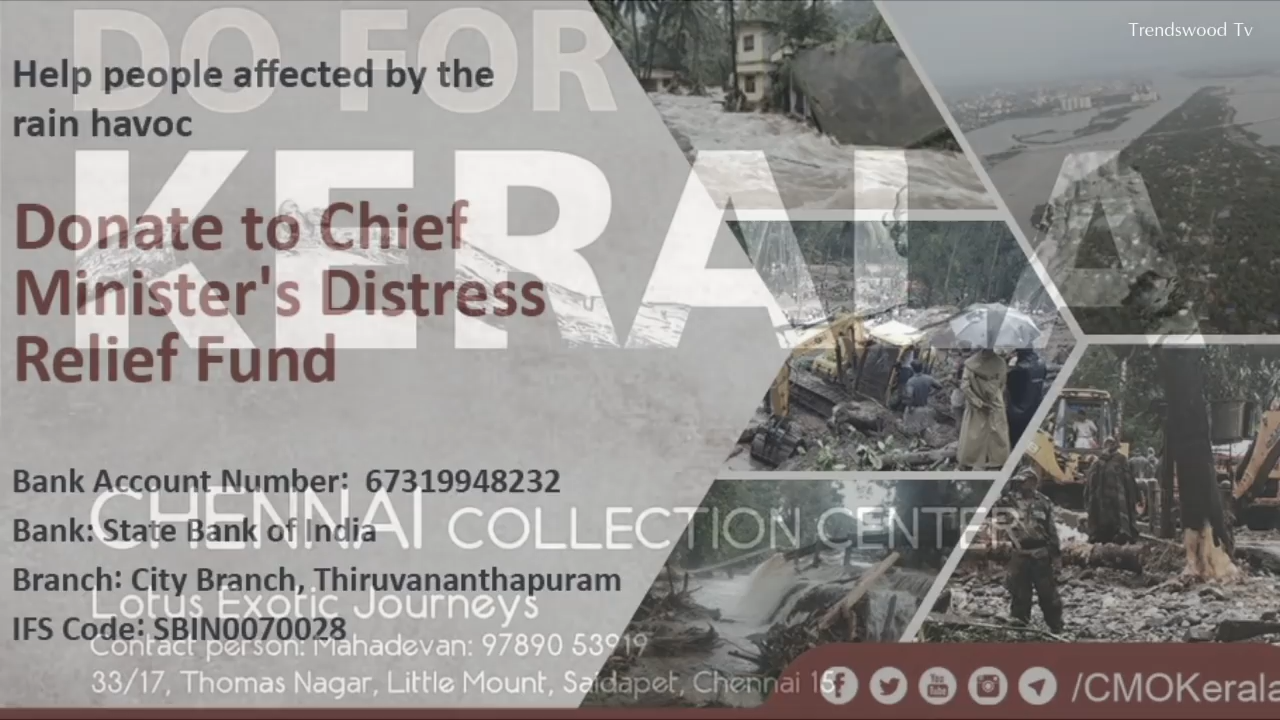 Trendswood Tv
DO FOR
KERALA
Help people affected by the
rain havoc
Donate to Chief
Minister's Distress
Relief Fund
Bank Account Number: 67319948232
Bank: State Bank of India
Branch: City Branch, Thiruvananthapuram
IFS Code: SBIN0070028
CHENNAI COLLECTION CENTER
Lotus Exotic Journeys
Contact person: Mahadevan: 97890 53919
33/17, Thomas Nagar, Little Mount, Saidapet, Chennai 15
/CMOKerala